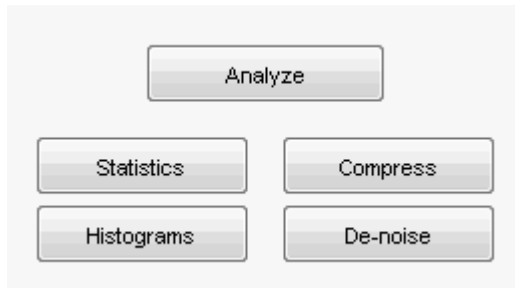 Analyze
Statistics
Compress
Histograms
De-noise